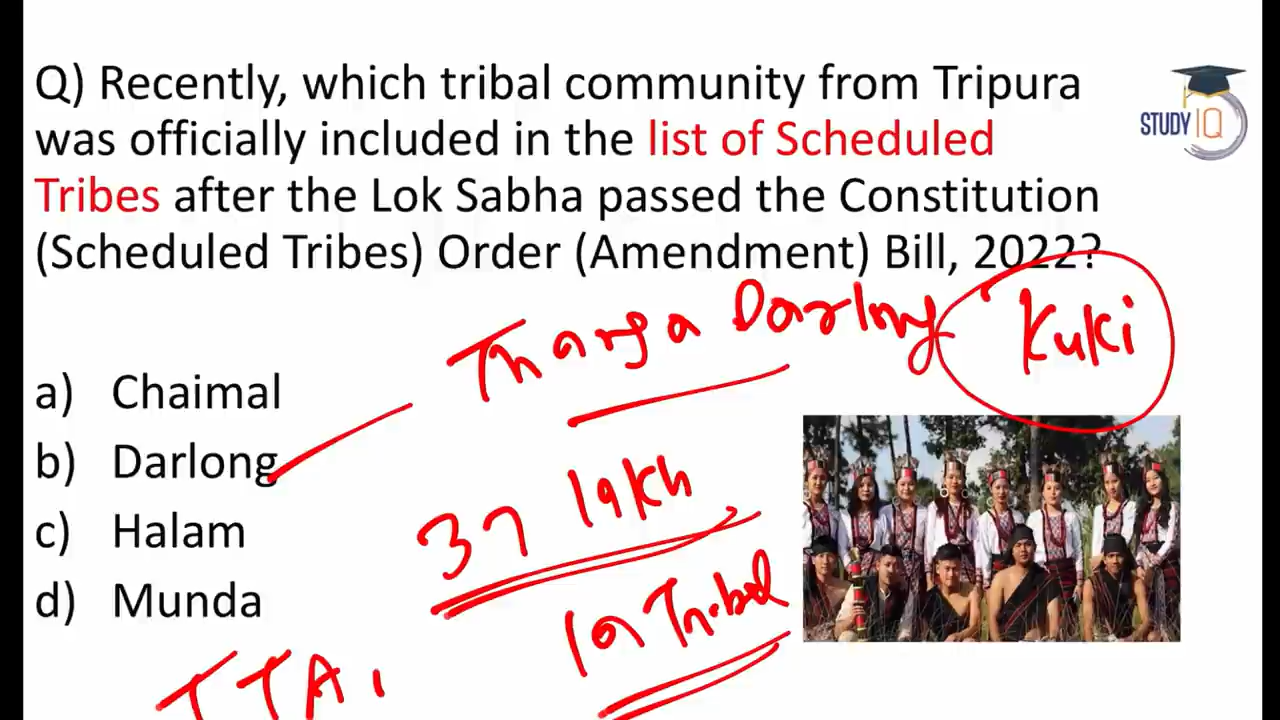 Q) Recently, which tribal community from Tripura
was officially included in the list of Scheduled
Tribes after the Lok Sabha passed the Constitution
(Scheduled Tribes) Order (Amendment) Bill, 2022?
STUDY IQ
Thanga Darlong Kuki
a) Chaimal
b) Darlong
c) Halam
d) Munda
37 lakh
Tribal
TTA